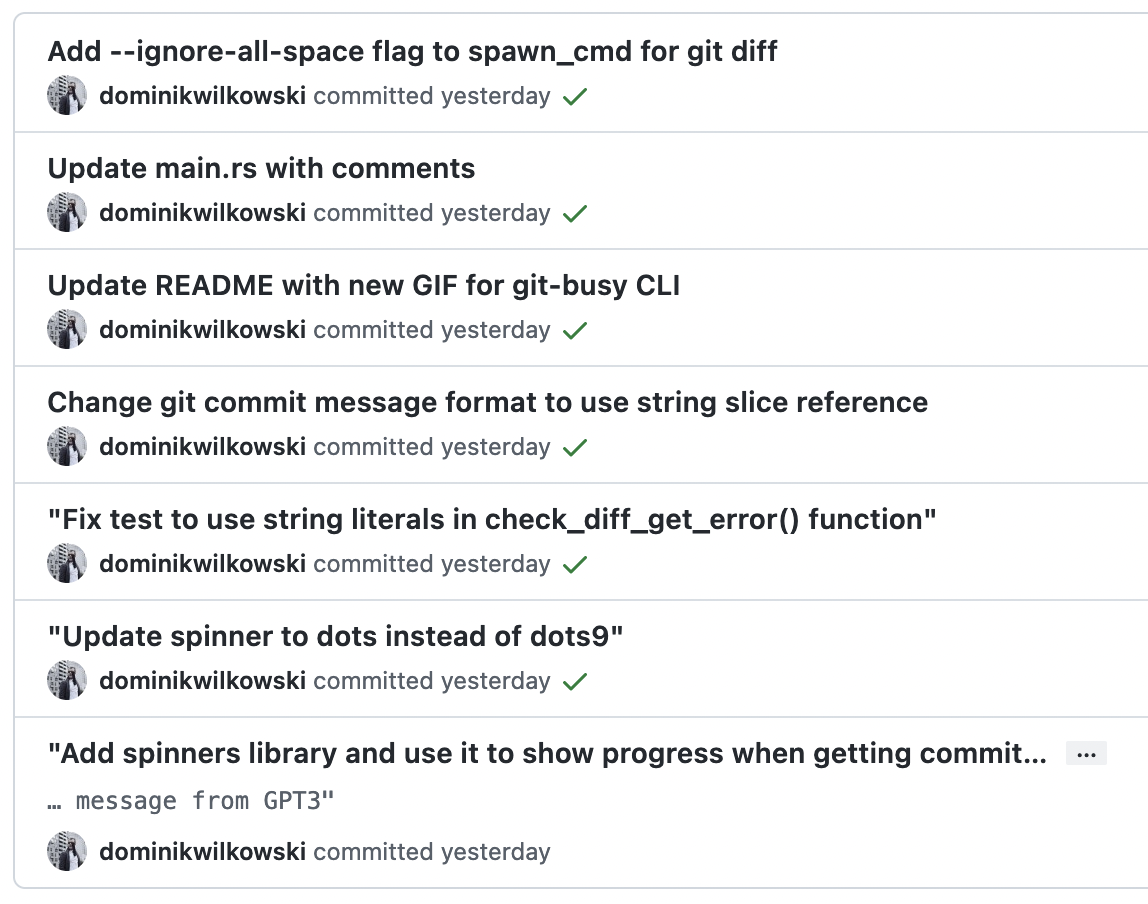 Add --ignore-all-space flag to spawn_cmd for git diff
dominikwilkowski committed yesterday
Update main.rs with comments
dominikwilkowski committed yesterday
Update README with new GIF for git-busy CLI
dominikwilkowski committed yesterday
Change git commit message format to use string slice reference
dominikwilkowski committed yesterday
"Fix test to use string literals in check_diff_get_error() function"
dominikwilkowski committed yesterday
"Update spinner to dots instead of dots9"
dominikwilkowski committed yesterday
"Add spinners library and use it to show progress when getting commit... …
… message from GPT3"
dominikwilkowski committed yesterday